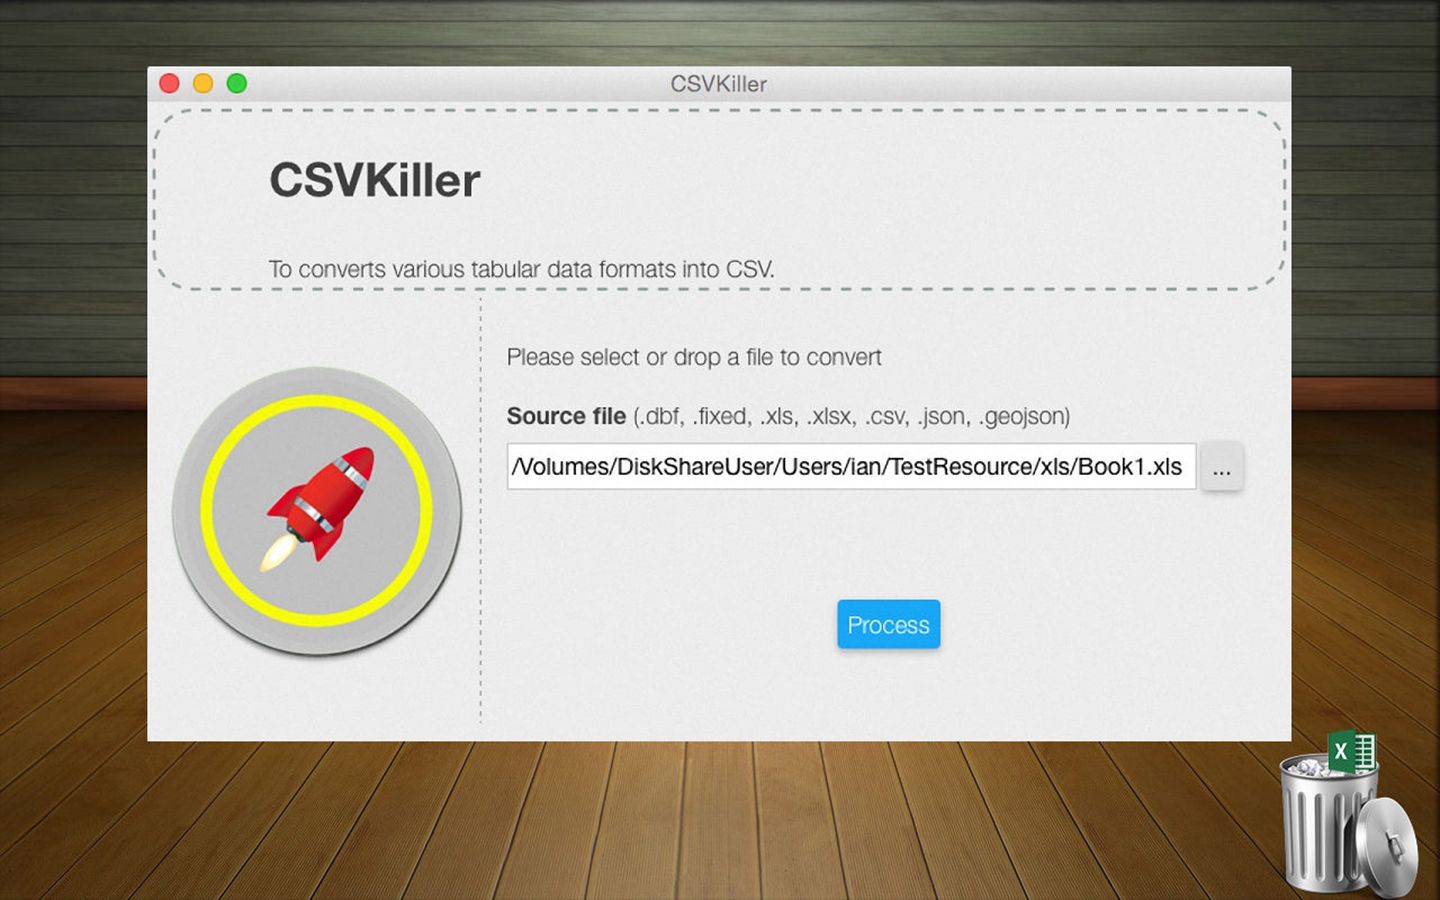 CSVKiller
CSVKiller
To converts various tabular data formats into CSV.
Please select or drop a file to convert
Source file (.dbf, .fixed, .xls, .xlsx, .csv, .json, .geojson)
/Volumes/DiskShareUser/Users/ian/TestResource/xls/Book1.xls ...
Process
X